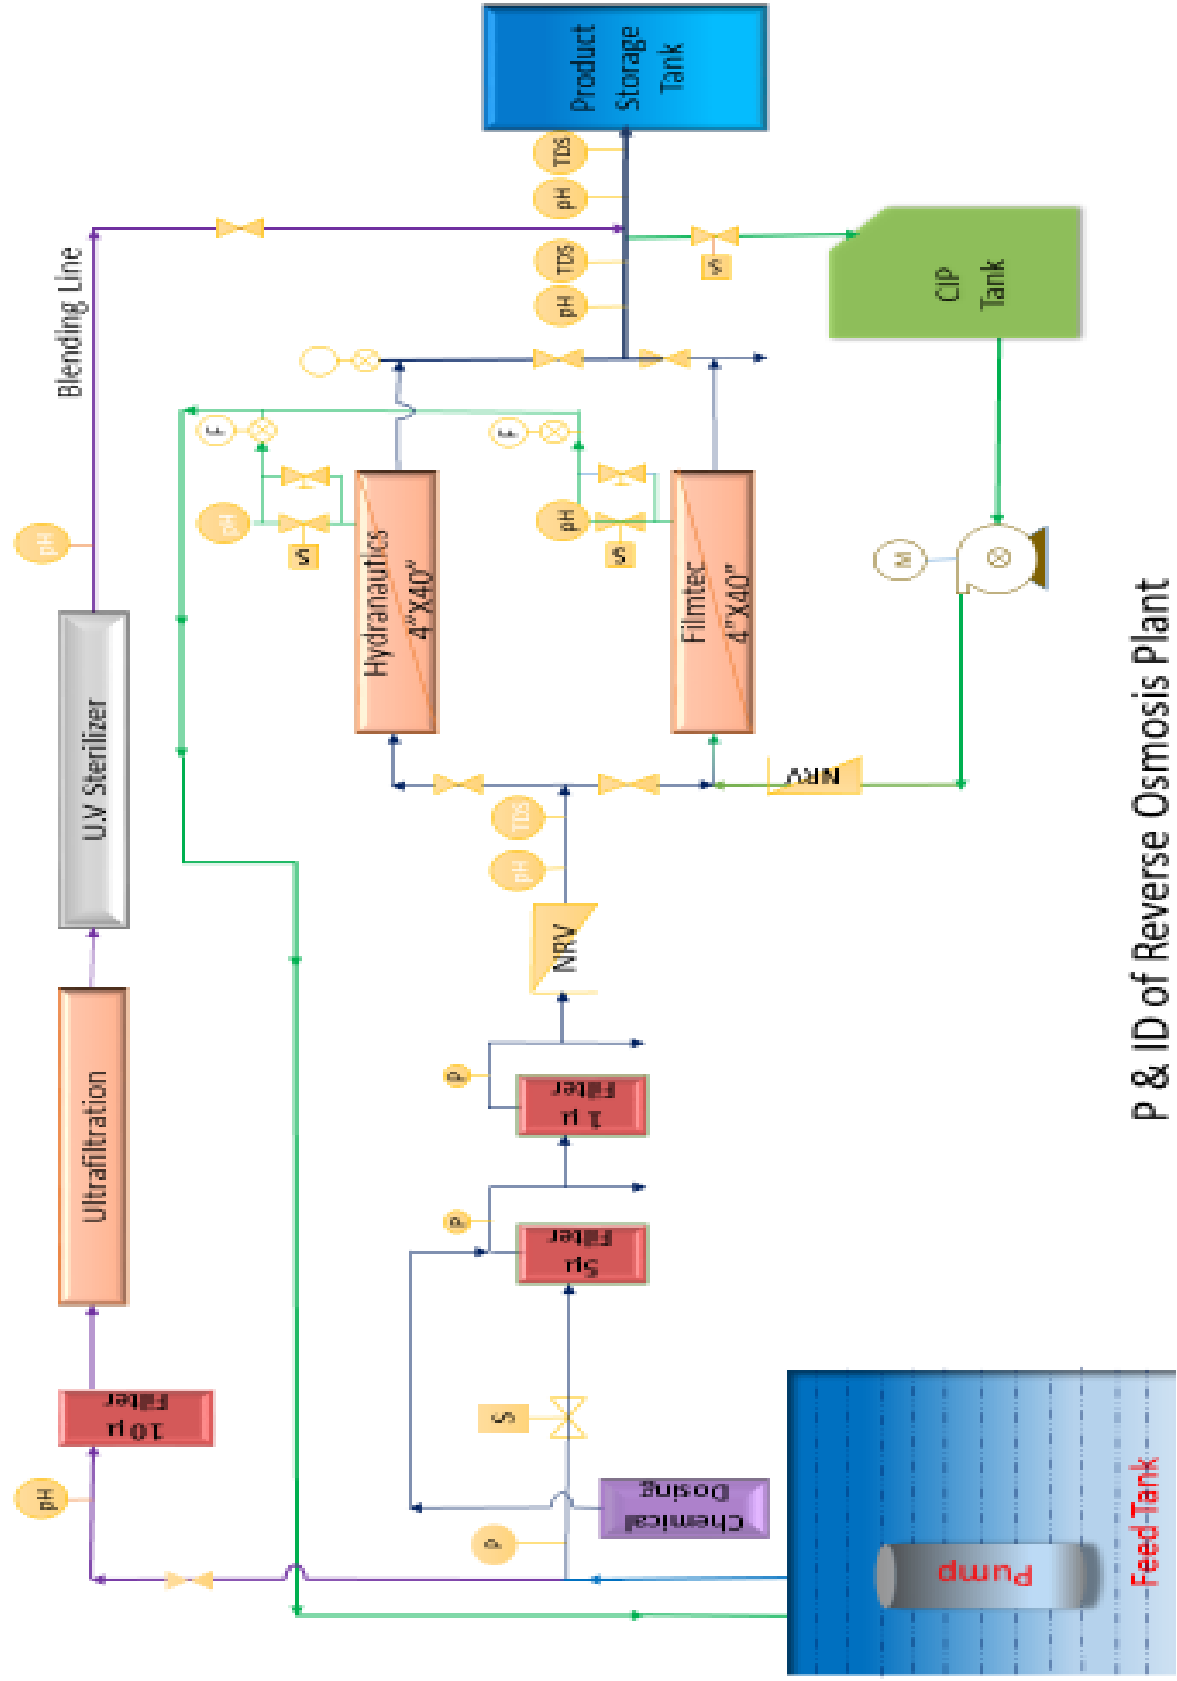 P & ID of Reverse Osmosis Plant
Blending Line
pH
10 µ
Filter
Ultrafiltration
U.V Sterilizer
pH
Hydranautics
4"X40"
Filmtec
4"X40"
pH
S
F
pH
S
F
pH
TDS
pH
TDS
Product
Storage
Tank
S
CIP
Tank
M
NRV
TDS
pH
NRV
P
1 µ
Filter
P
5µ
Filter
S
P
Chemical
Dosing
Pump
Feed Tank